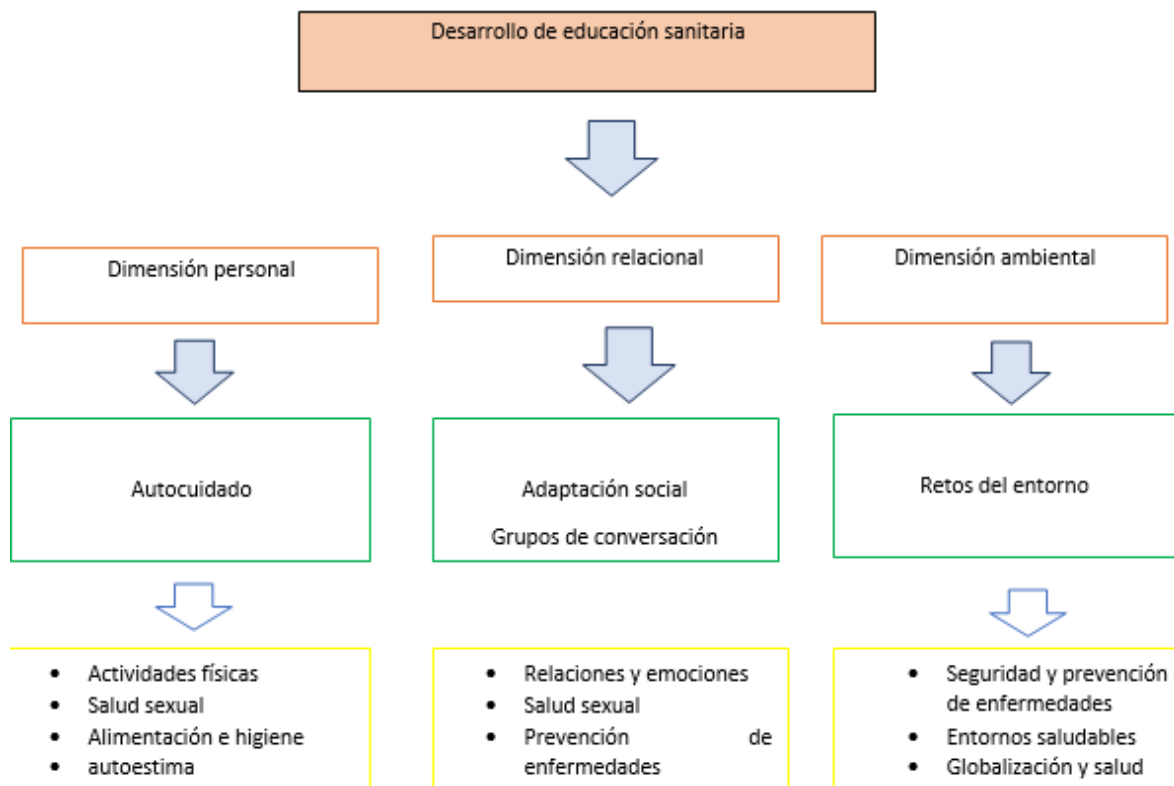 Desarrollo de educación sanitaria
Dimensión personal
Dimensión relacional
Dimensión ambiental
Autocuidado
Adaptación social
Grupos de conversación
Retos del entorno
• Actividades físicas
• Salud sexual
• Alimentación e higiene
• autoestima
• Relaciones y emociones
• Salud sexual
• Prevención de
enfermedades
• Seguridad y prevención
de enfermedades
• Entornos saludables
• Globalización y salud